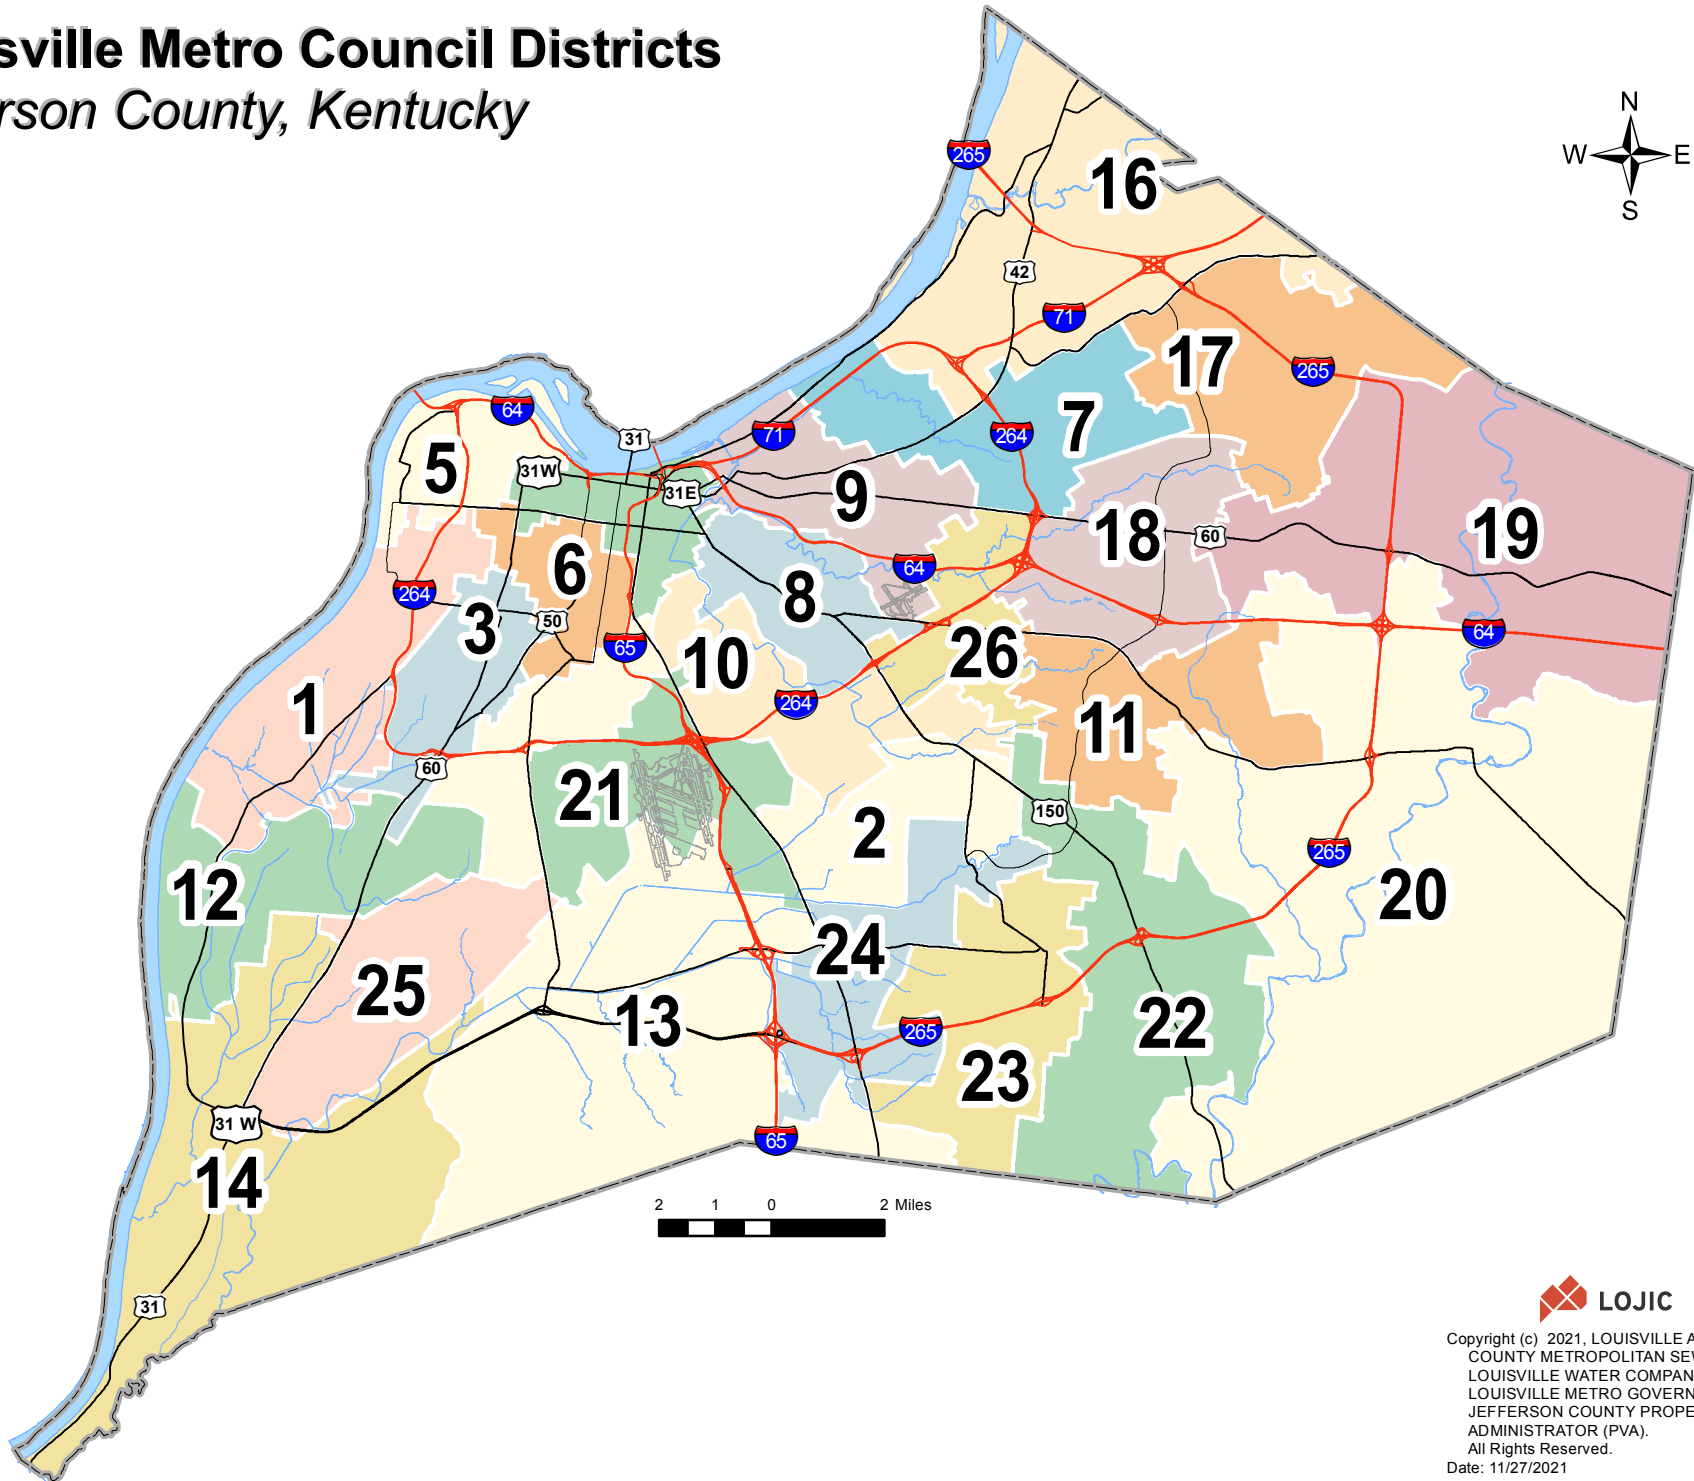 sville Metro Council Districts
rson County, Kentucky
N
W E
S
265
16
42
71
17
265
7
264
71
64
31
5
31W
31E
9
19
18
60
6
64
264
8
3
50
65
26
64
10
264
1
11
60
21
150
2
265
12
20
24
25
13
22
265
23
31 W
65
14
2 1 0 2 Miles
31
LOJIC
Copyright (c) 2021, LOUISVILLE A
COUNTY METROPOLITAN SEW
LOUISVILLE WATER COMPAN
LOUISVILLE METRO GOVERN
JEFFERSON COUNTY PROPE
ADMINISTRATOR (PVA).
All Rights Reserved.
Date: 11/27/2021